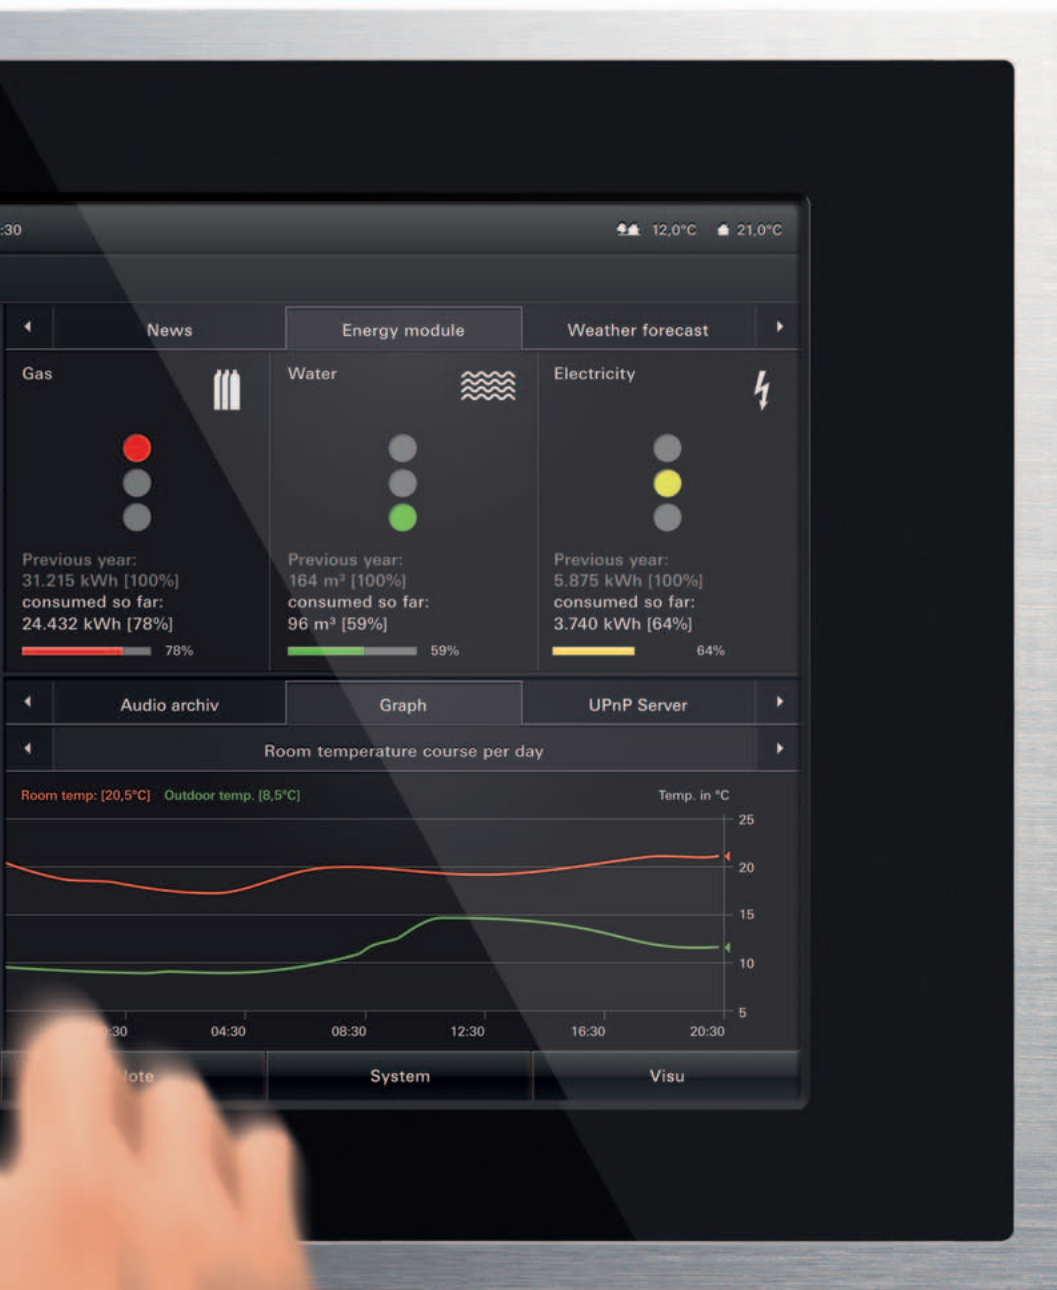 :30 12,0°C 21,0°C
News Energy module Weather forecast
Gas
Previous year:
31.215 kWh [100%]
consumed so far:
24.432 kWh [78%]
78%
Water
Previous year:
164 m³ [100%]
consumed so far:
96 m³ [59%]
59%
Electricity
Previous year:
5.875 kWh [100%]
consumed so far:
3.740 kWh [64%]
64%
Audio archiv Graph UPnP Server
Room temperature course per day
Room temp: [20,5°C] Outdoor temp. [8,5°C] Temp. in °C
25
20
15
10
5
:30 04:30 08:30 12:30 16:30 20:30
System Visu